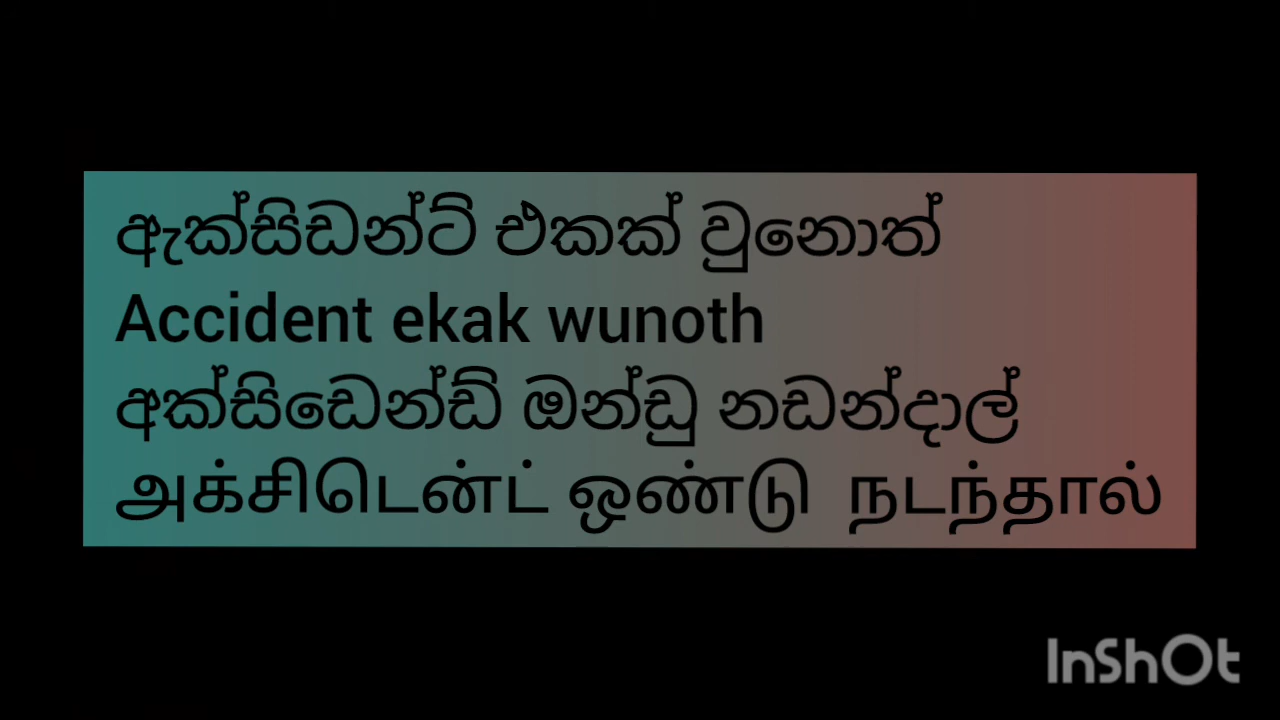 ඇක්සිඩන්ට් එකක් වුනොත්
Accident ekak wunoth
අක්සිඩෙන්ඩ් ඔන්ඩු නඩන්දාල්
அக்சிடென்ட் ஒண்டு நடந்தால்
InShOt